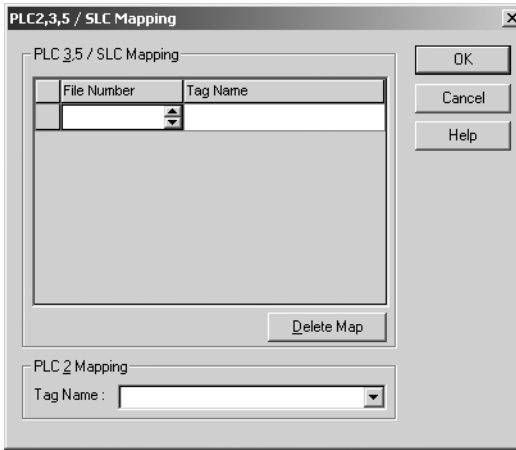 PLC2,3,5 / SLC Mapping
PLC 3,5 / SLC Mapping
File Number Tag Name
Delete Map
PLC 2 Mapping
Tag Name :
OK
Cancel
Help